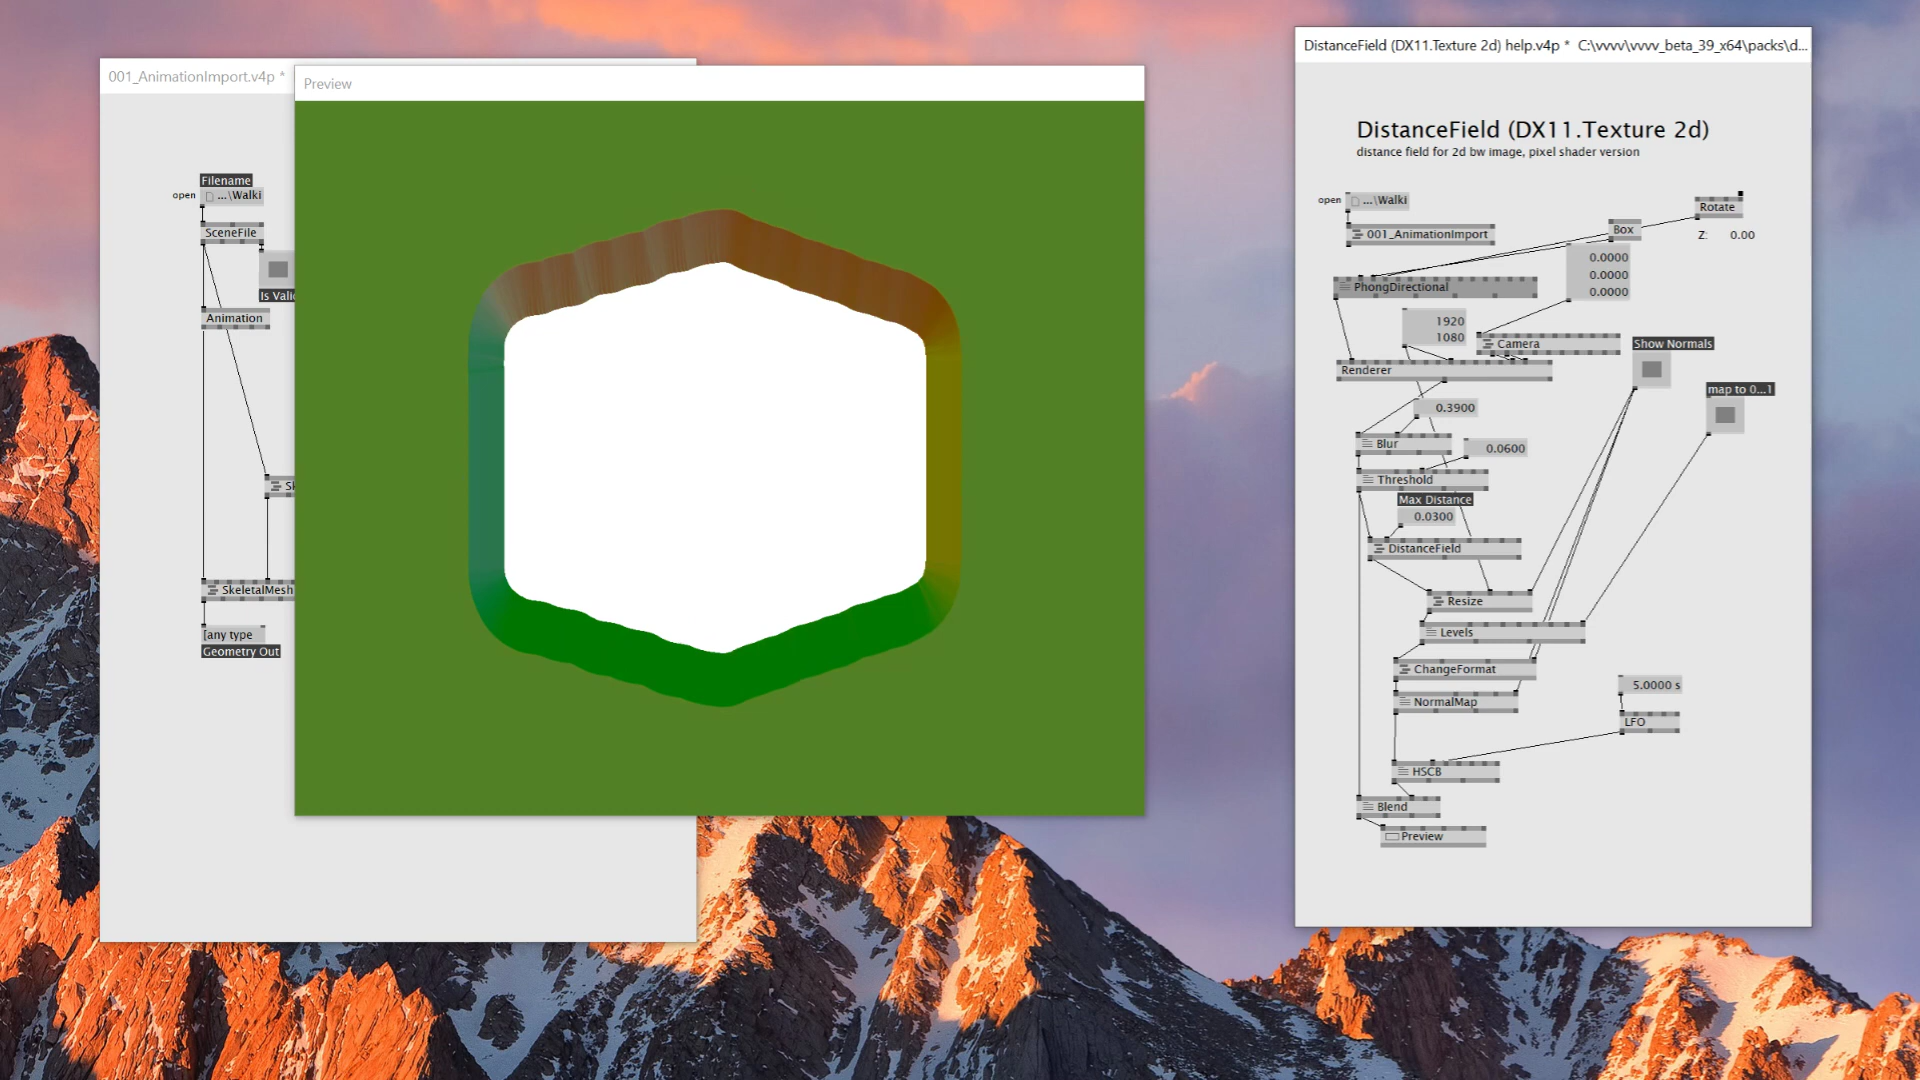 001_AnimationImport.v4p *
Filename
open
...\Walki
SceneFile
Is Vali
Animation
SkeletalMesh
[any type
Geometry Out
Preview
DistanceField (DX11.Texture 2d) help.v4p * C:\vvvv\vvvv_beta_39_x64\packs\d...
DistanceField (DX11.Texture 2d)
distance field for 2d bw image, pixel shader version
open
...\Walki
001_AnimationImport
Rotate
Z: 0.00
Box
0.0000
0.0000
0.0000
PhongDirectional
1920
1080
Camera
Show Normals
Renderer
map to 0...1
0.3900
Blur
0.0600
Threshold
Max Distance
0.0300
DistanceField
Resize
Levels
ChangeFormat
NormalMap
5.0000 s
LFO
HSCB
Blend
Preview